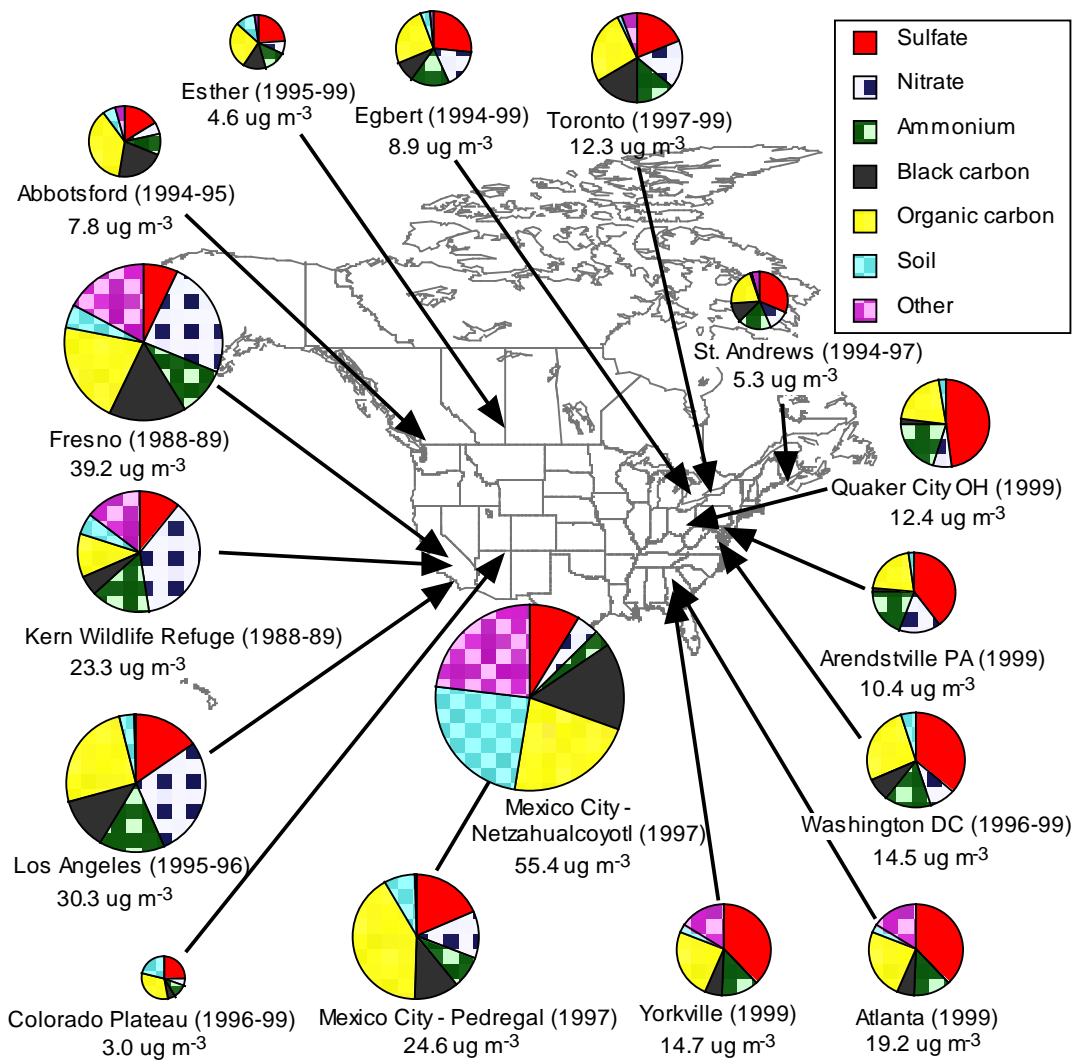 Esther (1995-99)
4.6 ug m-3
Egbert (1994-99)
8.9 ug m-3
Toronto (1997-99)
12.3 ug m-3
Sulfate
Nitrate
Ammonium
Black carbon
Organic carbon
Soil
Other
Abbotsford (1994-95)
7.8 ug m-3
St. Andrews (1994-97)
5.3 ug m-3
Fresno (1988-89)
39.2 ug m-3
Quaker City OH (1999)
12.4 ug m-3
Kern Wildlife Refuge (1988-89)
23.3 ug m-3
Arendstville PA (1999)
10.4 ug m-3
Mexico City -
Netzahualcoyotl (1997)
55.4 ug m-3
Washington DC (1996-99)
14.5 ug m-3
Los Angeles (1995-96)
30.3 ug m-3
Colorado Plateau (1996-99)
3.0 ug m-3
Mexico City - Pedregal (1997)
24.6 ug m-3
Yorkville (1999)
14.7 ug m-3
Atlanta (1999)
19.2 ug m-3